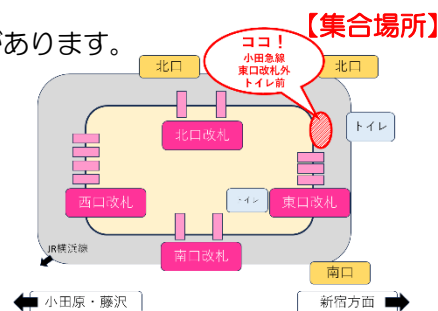 【集合場所】
があります。
ココ！
小田急線
東口改札外
トイレ前
北口
北口
トイレ
北口改札
西口改札
トイレ
東口改札
南口改札
JR横浜線
南口
小田原・藤沢
新宿方面